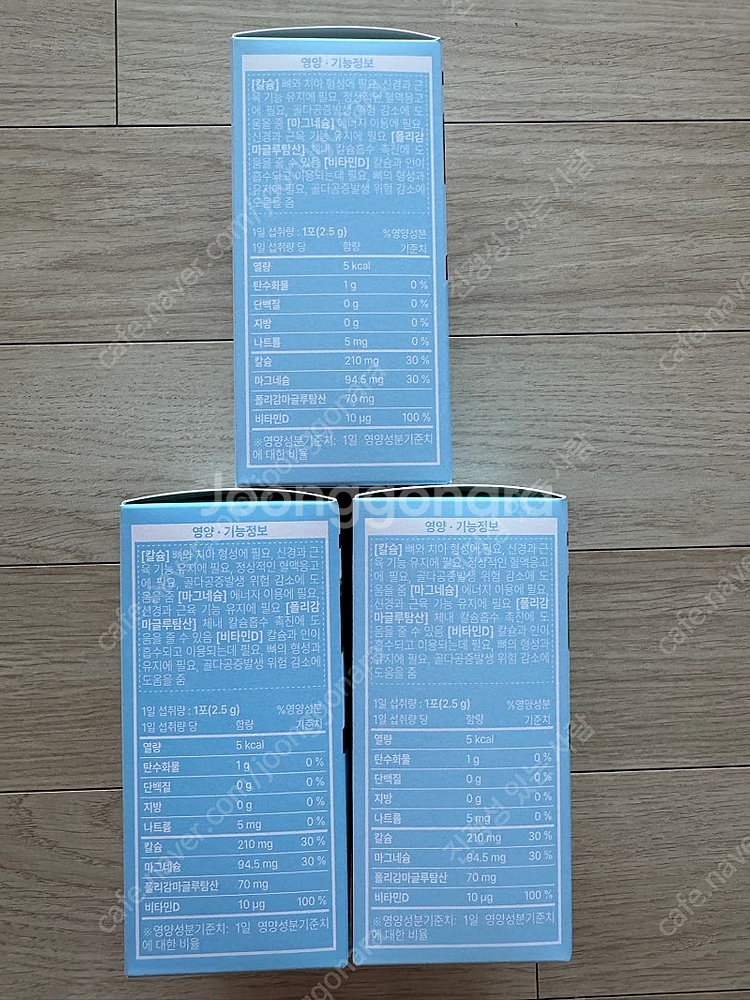 영양 · 기능정보
[칼슘] 뼈와 치아 형성에 필요, 신경과 근
육 기능 유지에 필요, 정상적인 혈액응고
에 필요, 골다공증발생 위험 감소에 도
움을 줌 [마그네슘] 에너지 이용에 필요,
신경과 근육 기능 유지에 필요 [폴리감
마글루탐산] 체내 칼슘흡수 촉진에 도
움을 줄 수 있음 [비타민D] 칼슘과 인이
흡수되고 이용되는데 필요, 뼈의 형성과
유지에 필요, 골다공증발생 위험 감소에
도움을 줌
1일 섭취량 : 1포(2.5 g) %영양성분
1일 섭취량 당 함량 기준치
열량 5 kcal
탄수화물 1 g 0 %
단백질 0 g 0 %
지방 0 g 0 %
나트륨 5 mg 0 %
칼슘 210 mg 30 %
마그네슘 94.5 mg 30 %
폴리감마글루탐산 70 mg
비타민D 10 µg 100 %
※영양성분기준치: 1일 영양성분기준치
에 대한 비율
Joonggonara
영양 · 기능정보
[칼슘] 뼈와 치아 형성에 필요, 신경과 근
육 기능 유지에 필요, 정상적인 혈액응고
에 필요, 골다공증발생 위험 감소에 도
움을 줌 [마그네슘] 에너지 이용에 필요,
신경과 근육 기능 유지에 필요 [폴리감
마글루탐산] 체내 칼슘흡수 촉진에 도
움을 줄 수 있음 [비타민D] 칼슘과 인이
흡수되고 이용되는데 필요, 뼈의 형성과
유지에 필요, 골다공증발생 위험 감소에
도움을 줌
1일 섭취량 : 1포(2.5 g) %영양성분
1일 섭취량 당 함량 기준치
열량 5 kcal
탄수화물 1 g 0 %
단백질 0 g 0 %
지방 0 g 0 %
나트륨 5 mg 0 %
칼슘 210 mg 30 %
마그네슘 94.5 mg 30 %
폴리감마글루탐산 70 mg
비타민D 10 µg 100 %
※영양성분기준치: 1일 영양성분기준치
에 대한 비율
영양 · 기능정보
[칼슘] 뼈와 치아 형성에 필요, 신경과 근
육 기능 유지에 필요, 정상적인 혈액응고
에 필요, 골다공증발생 위험 감소에 도
움을 줌 [마그네슘] 에너지 이용에 필요,
신경과 근육 기능 유지에 필요 [폴리감
마글루탐산] 체내 칼슘흡수 촉진에 도
움을 줄 수 있음 [비타민D] 칼슘과 인이
흡수되고 이용되는데 필요, 뼈의 형성과
유지에 필요, 골다공증발생 위험 감소에
도움을 줌
1일 섭취량 : 1포(2.5 g) %영양성분
1일 섭취량 당 함량 기준치
열량 5 kcal
탄수화물 1 g 0 %
단백질 0 g 0 %
지방 0 g 0 %
나트륨 5 mg 0 %
칼슘 210 mg 30 %
마그네슘 94.5 mg 30 %
폴리감마글루탐산 70 mg
비타민D 10 µg 100 %
※영양성분기준치: 1일 영양성분기준치
에 대한 비율
cafe.naver.com/joonggonara
cafe.naver.com/joonggonara